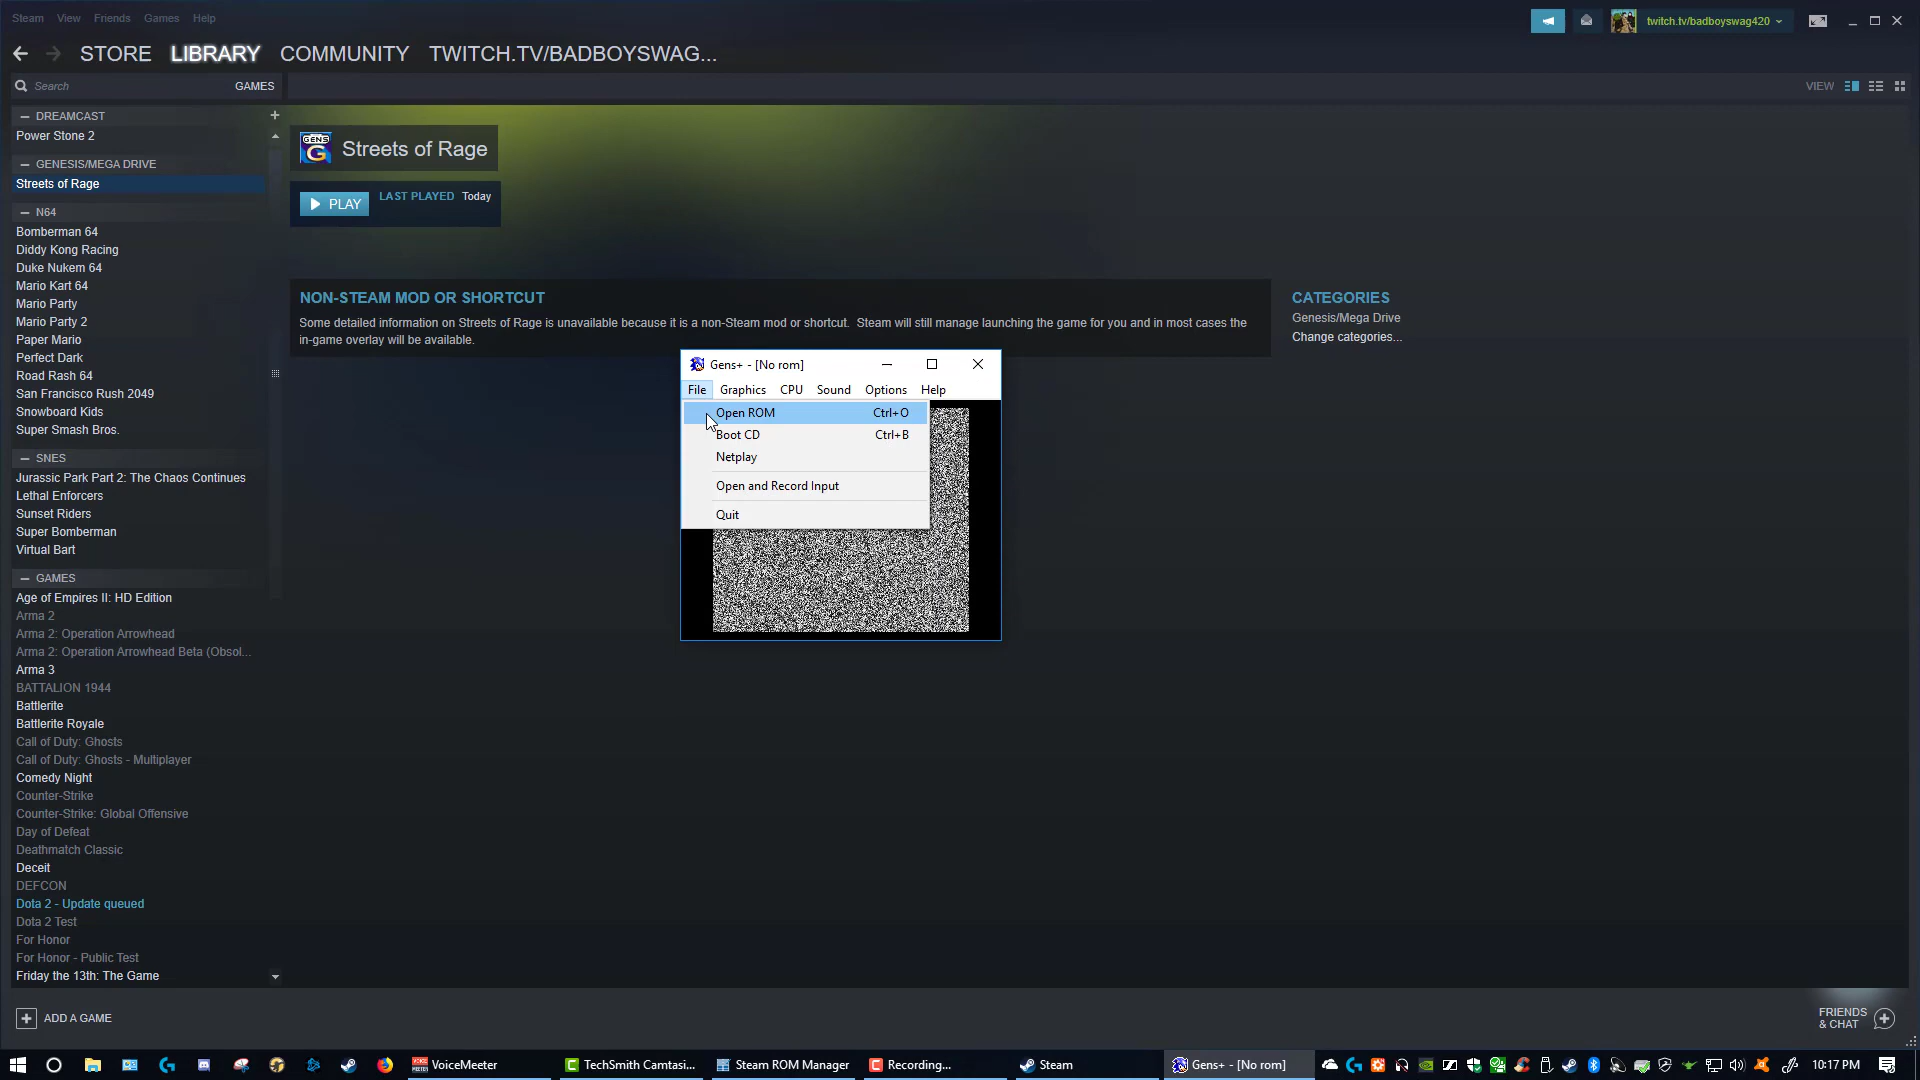 Steam View Friends Games Help
twitch.tv/badboyswag420
STORE LIBRARY COMMUNITY TWITCH.TV/BADBOYSWAG...
Search GAMES
VIEW
— DREAMCAST +
Power Stone 2
— GENESIS/MEGA DRIVE
Streets of Rage
— N64
Bomberman 64
Diddy Kong Racing
Duke Nukem 64
Mario Kart 64
Mario Party
Mario Party 2
Paper Mario
Perfect Dark
Road Rash 64
San Francisco Rush 2049
Snowboard Kids
Super Smash Bros.
— SNES
Jurassic Park Part 2: The Chaos Continues
Lethal Enforcers
Sunset Riders
Super Bomberman
Virtual Bart
— GAMES
Age of Empires II: HD Edition
Arma 2
Arma 2: Operation Arrowhead
Arma 2: Operation Arrowhead Beta (Obsol...
Arma 3
BATTALION 1944
Battlerite
Battlerite Royale
Call of Duty: Ghosts
Call of Duty: Ghosts - Multiplayer
Comedy Night
Counter-Strike
Counter-Strike: Global Offensive
Day of Defeat
Deathmatch Classic
Deceit
DEFCON
Dota 2 - Update queued
Dota 2 Test
For Honor
For Honor - Public Test
Friday the 13th: The Game
+ ADD A GAME
GENS
Streets of Rage
PLAY LAST PLAYED Today
NON-STEAM MOD OR SHORTCUT
Some detailed information on Streets of Rage is unavailable because it is a non-Steam mod or shortcut. Steam will still manage launching the game for you and in most cases the
in-game overlay will be available.
CATEGORIES
Genesis/Mega Drive
Change categories...
Gens+ - [No rom]
File Graphics CPU Sound Options Help
Open ROM Ctrl+O
Boot CD Ctrl+B
Netplay
Open and Record Input
Quit
FRIENDS
& CHAT
VoiceMeeter TechSmith Camtasi... Steam ROM Manager Recording... Steam Gens+ - [No rom] 10:17 PM